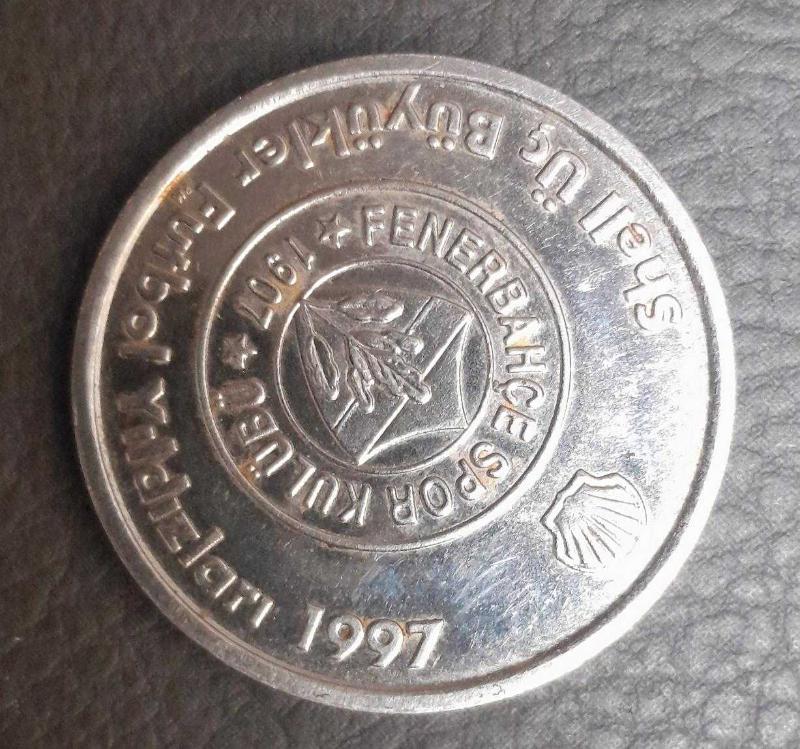 Shell Üç Büyükler Futbol Yıldızları
1997
FENERBAHÇE SPOR KULÜBÜ ★ 1907 ★